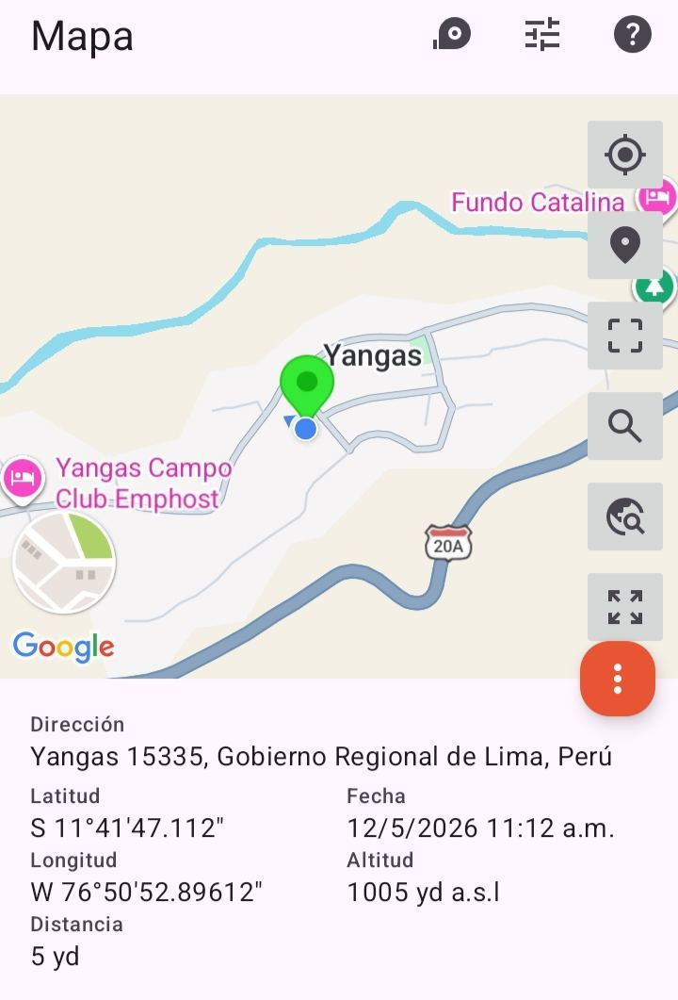 Mapa
Fundo Catalina
Yangas
Yangas Campo
Club Emphost
20A
Google
Dirección
Yangas 15335, Gobierno Regional de Lima, Perú
Latitud
Fecha
S 11°41'47.112"
12/5/2026 11:12 a.m.
Longitud
Altitud
W 76°50'52.89612"
1005 yd a.s.l
Distancia
5 yd